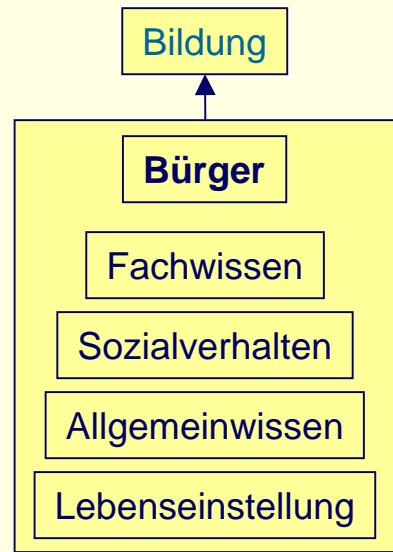 Bildung
Bürger
Fachwissen
Sozialverhalten
Allgemeinwissen
Lebenseinstellung